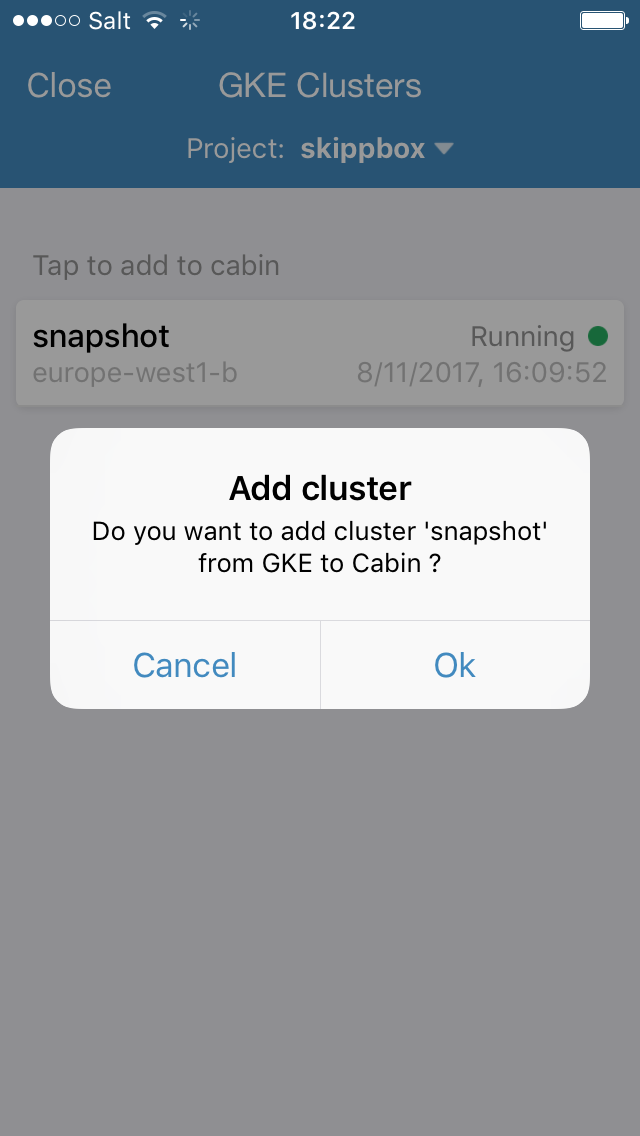 Salt 18:22
Close GKE Clusters
Project: skippbox
Tap to add to cabin
snapshot Running
europe-west1-b 8/11/2017, 16:09:52
Add cluster
Do you want to add cluster 'snapshot'
from GKE to Cabin ?
Cancel Ok